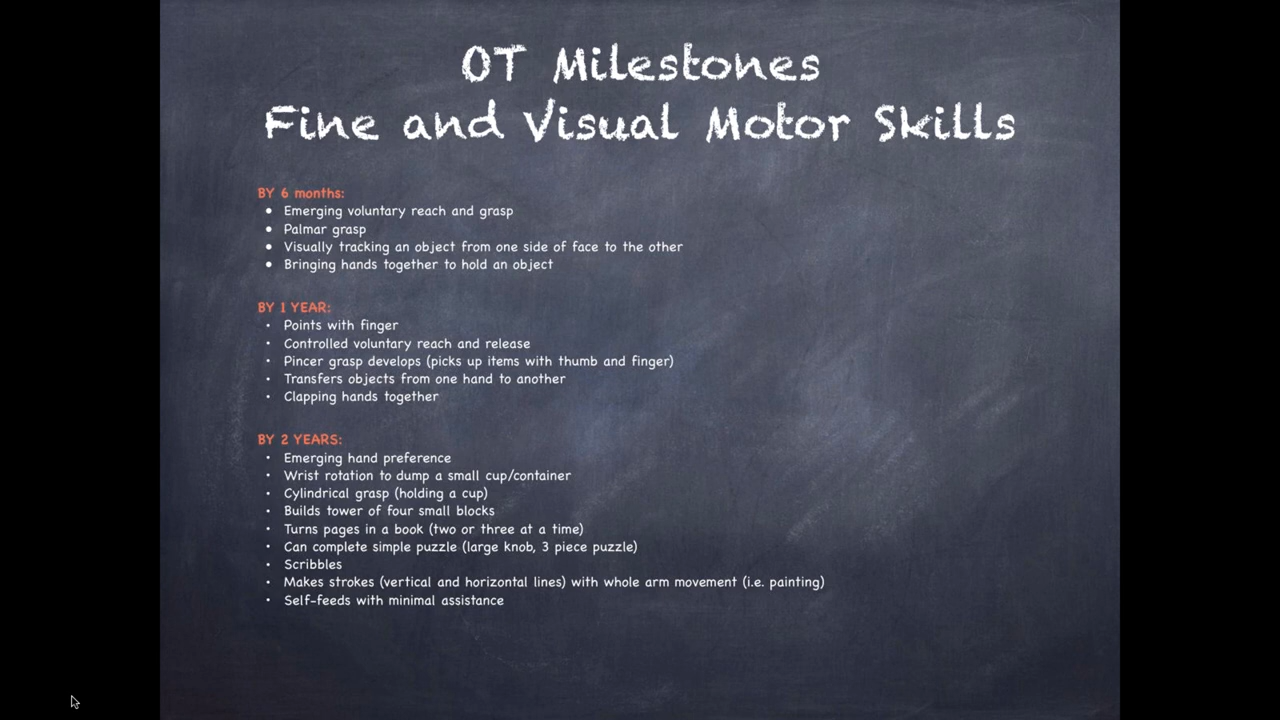 OT Milestones
Fine and Visual Motor Skills
BY 6 months:
• Emerging voluntary reach and grasp
• Palmar grasp
• Visually tracking an object from one side of face to the other
• Bringing hands together to hold an object
BY 1 YEAR:
• Points with finger
• Controlled voluntary reach and release
• Pincer grasp develops (picks up items with thumb and finger)
• Transfers objects from one hand to another
• Clapping hands together
BY 2 YEARS:
• Emerging hand preference
• Wrist rotation to dump a small cup/container
• Cylindrical grasp (holding a cup)
• Builds tower of four small blocks
• Turns pages in a book (two or three at a time)
• Can complete simple puzzle (large knob, 3 piece puzzle)
• Scribbles
• Makes strokes (vertical and horizontal lines) with whole arm movement (i.e. painting)
• Self-feeds with minimal assistance